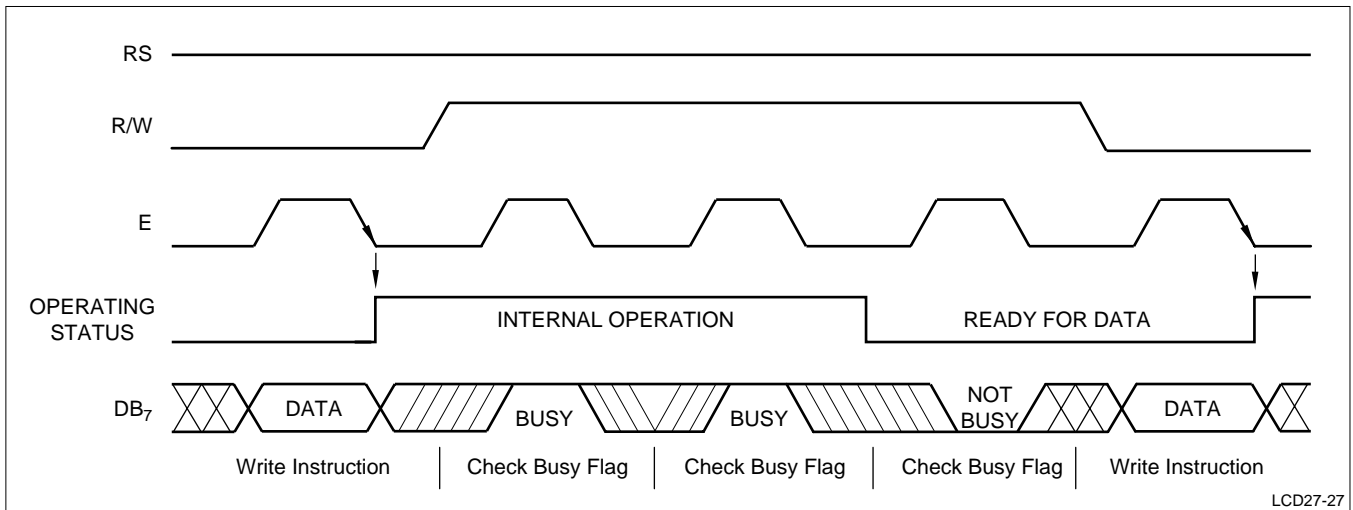 RS
R/W
E
OPERATING
STATUS
INTERNAL OPERATION
READY FOR DATA
DB7
DATA
BUSY
BUSY
NOT
BUSY
DATA
Write Instruction
Check Busy Flag
Check Busy Flag
Check Busy Flag
Write Instruction
LCD27-27